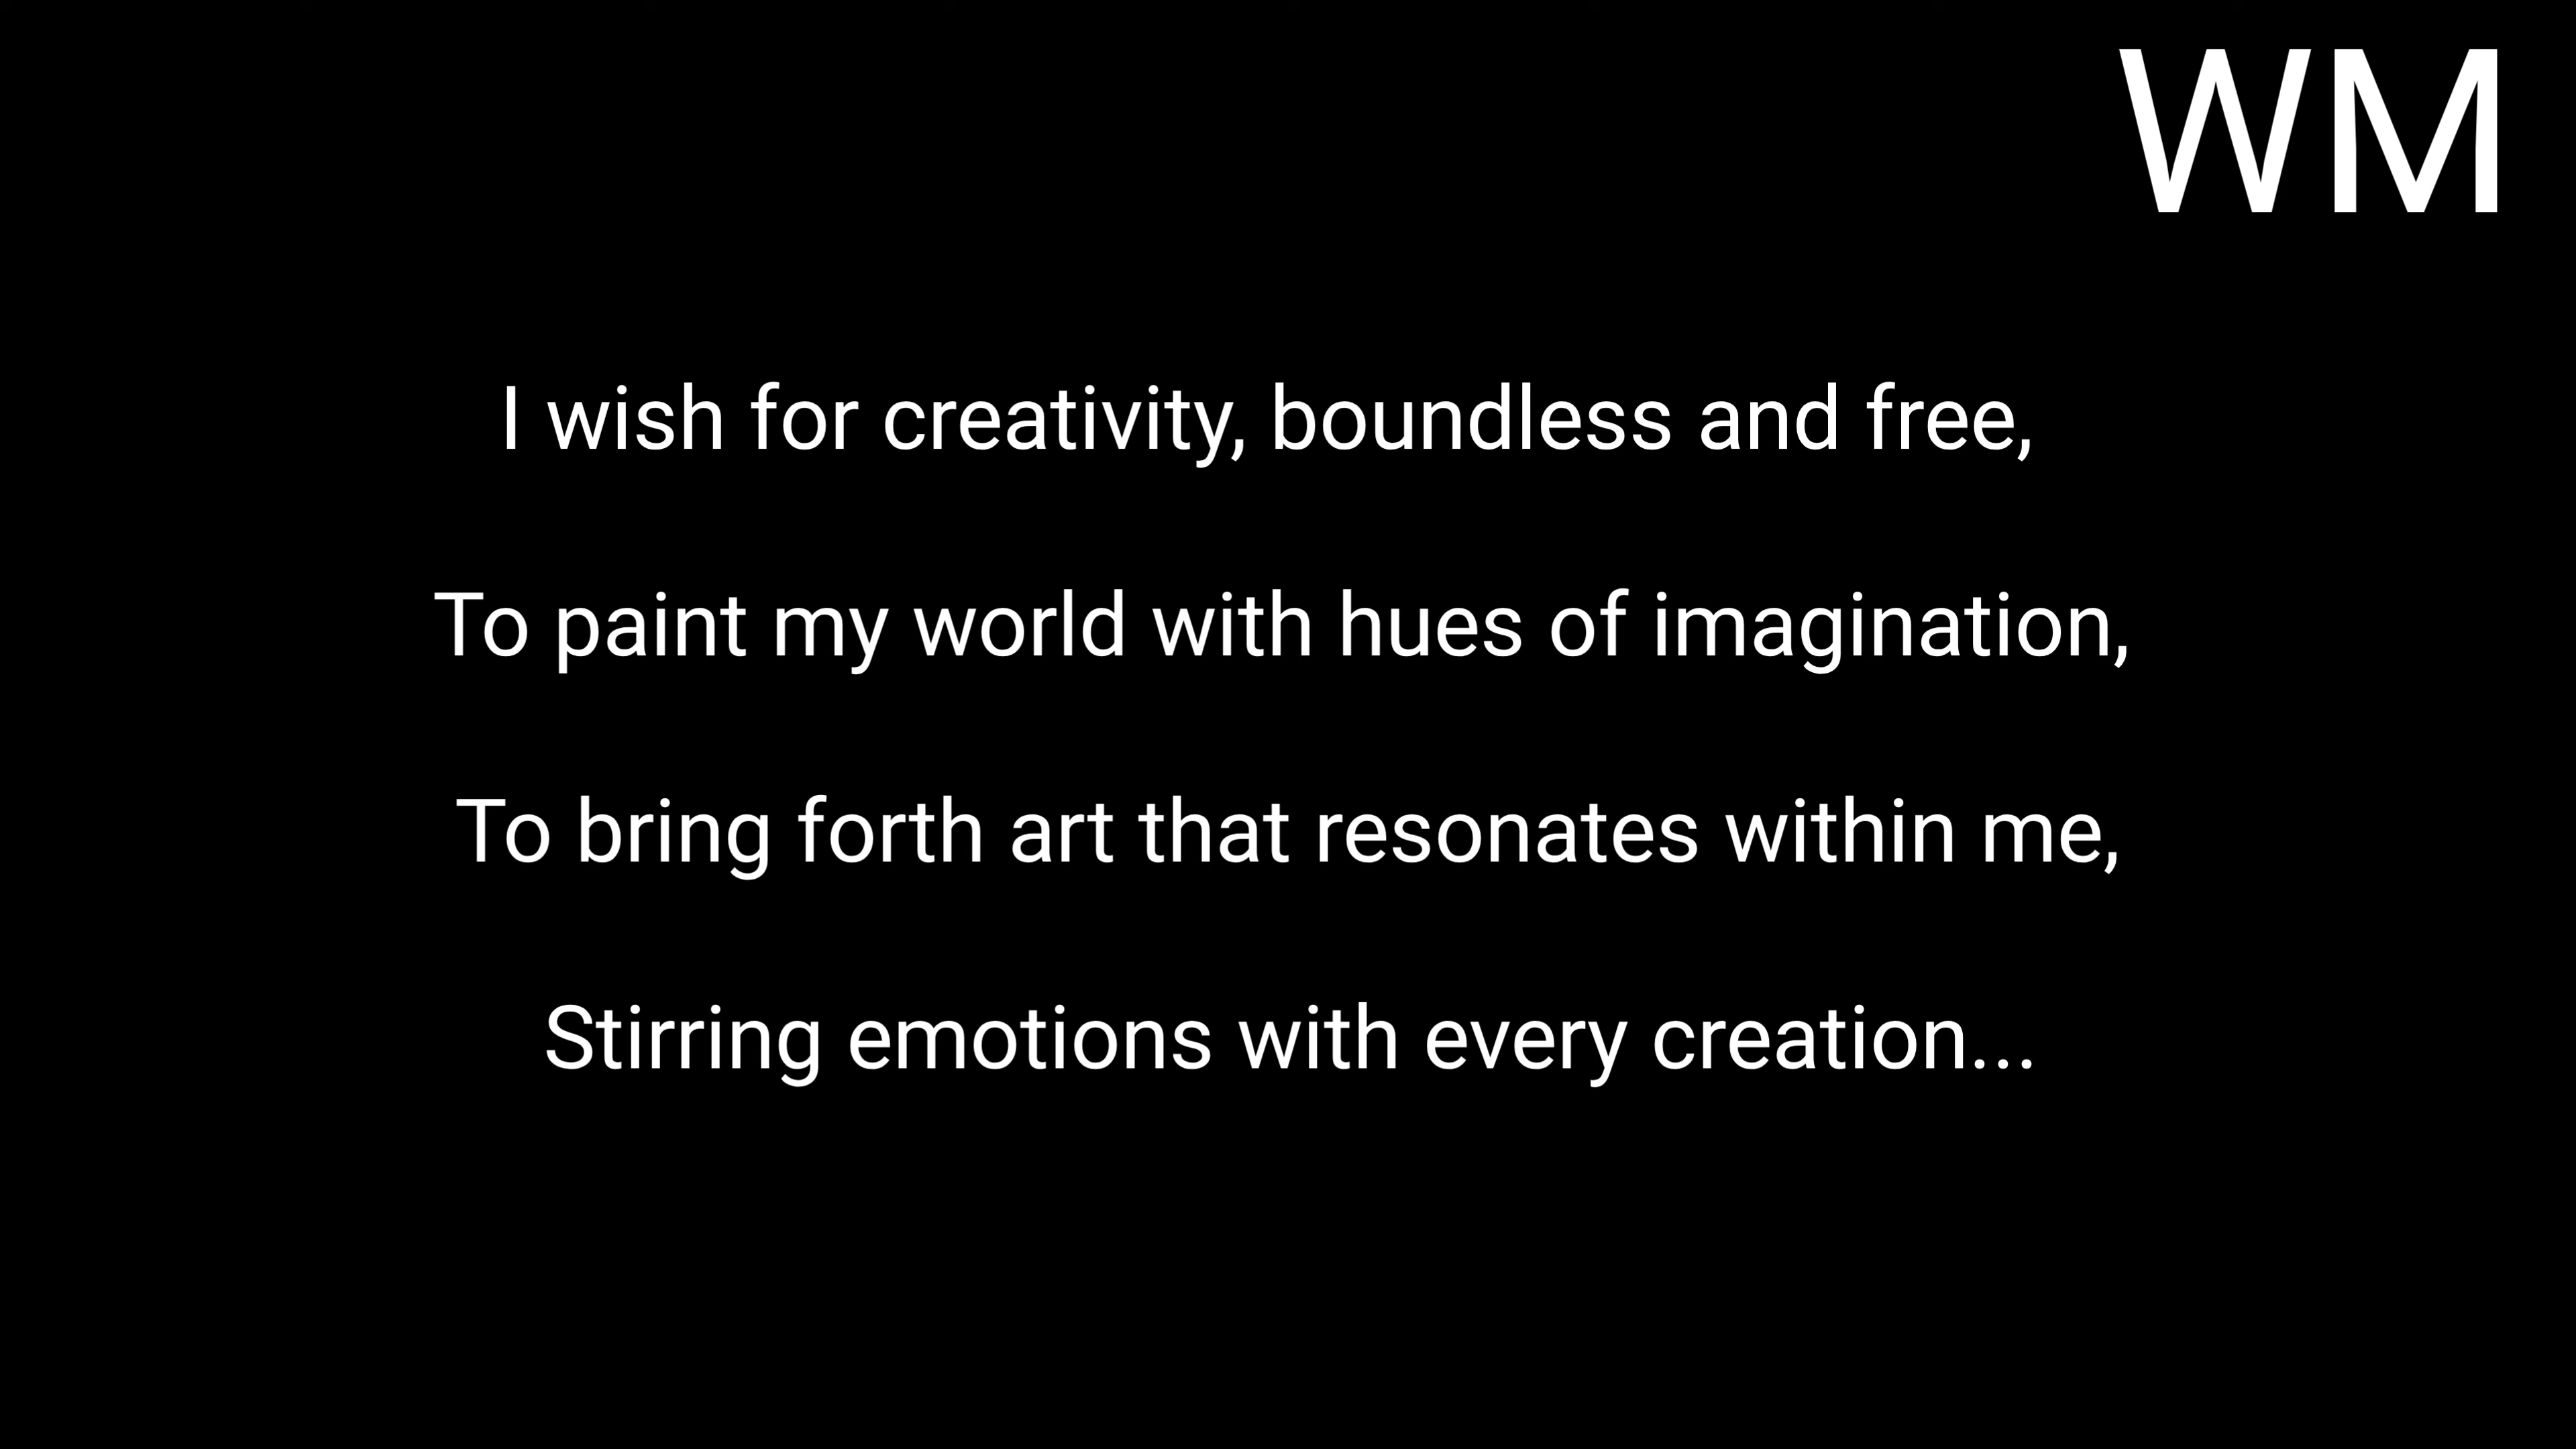 WM
I wish for creativity, boundless and free,
To paint my world with hues of imagination,
To bring forth art that resonates within me,
Stirring emotions with every creation...